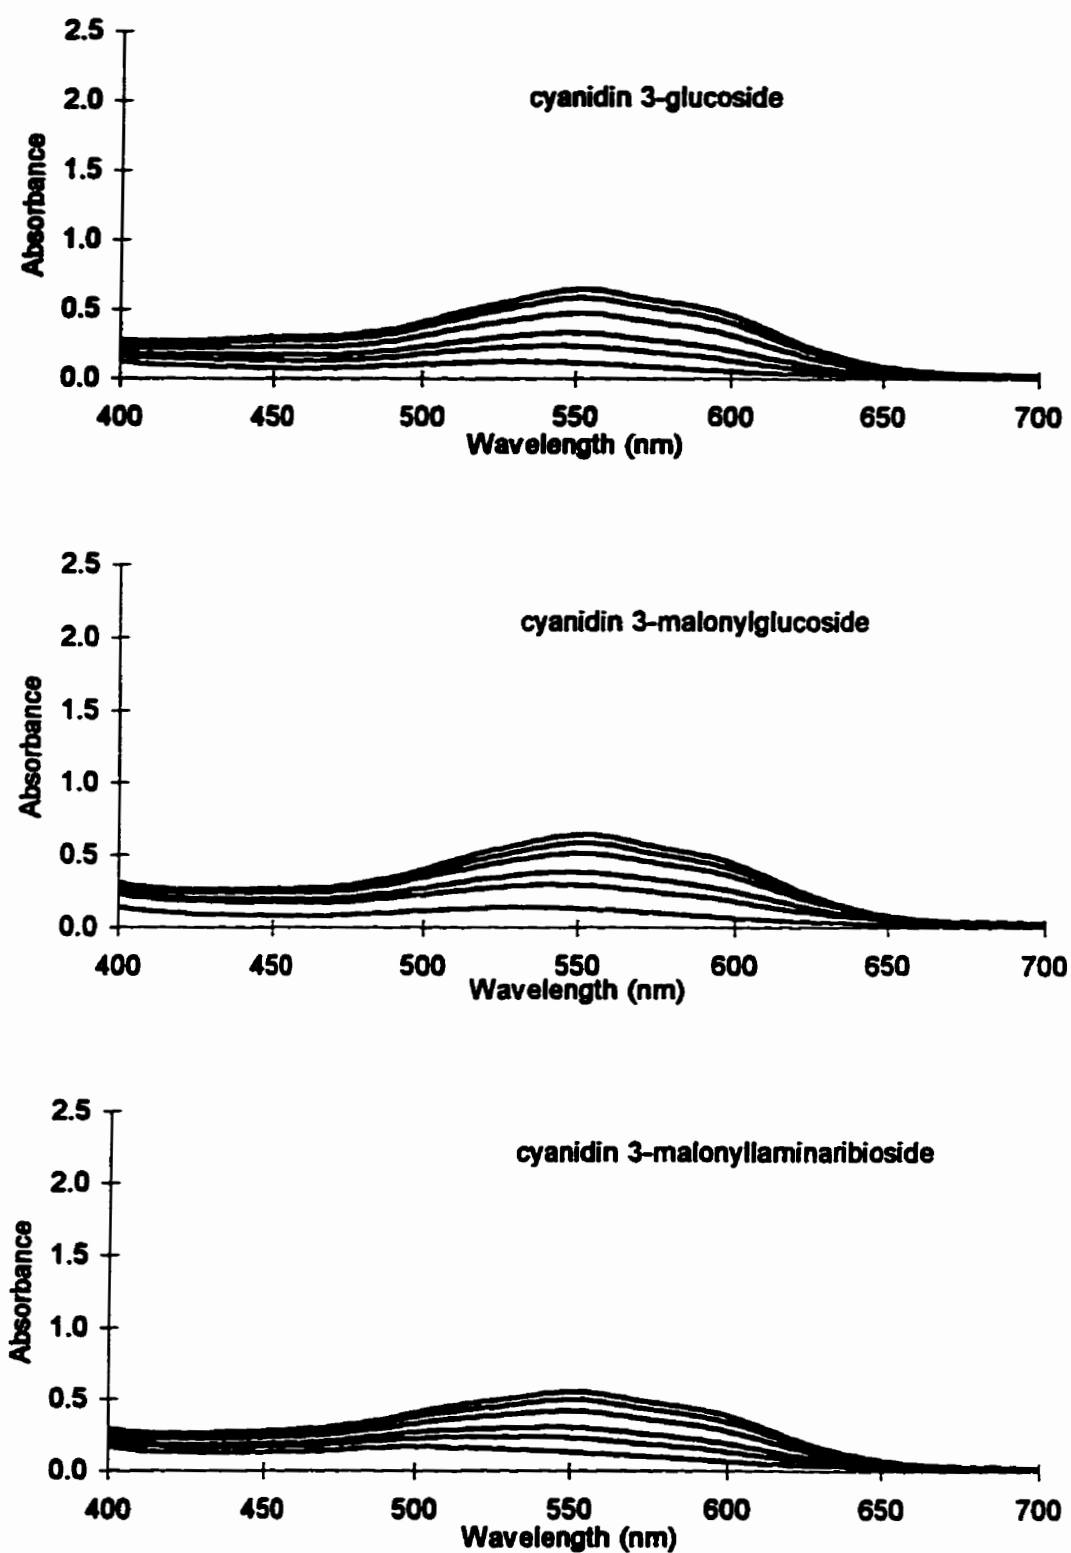 2.5
cyanidin 3-glucoside
2.0
1.5
1.0
0.5
0.0
Absorbance
400 450 500 550 600 650 700
Wavelength (nm)
2.5
cyanidin 3-malonylglucoside
2.0
1.5
1.0
0.5
0.0
Absorbance
400 450 500 550 600 650 700
Wavelength (nm)
2.5
cyanidin 3-malonyllaminaribioside
2.0
1.5
1.0
0.5
0.0
Absorbance
400 450 500 550 600 650 700
Wavelength (nm)